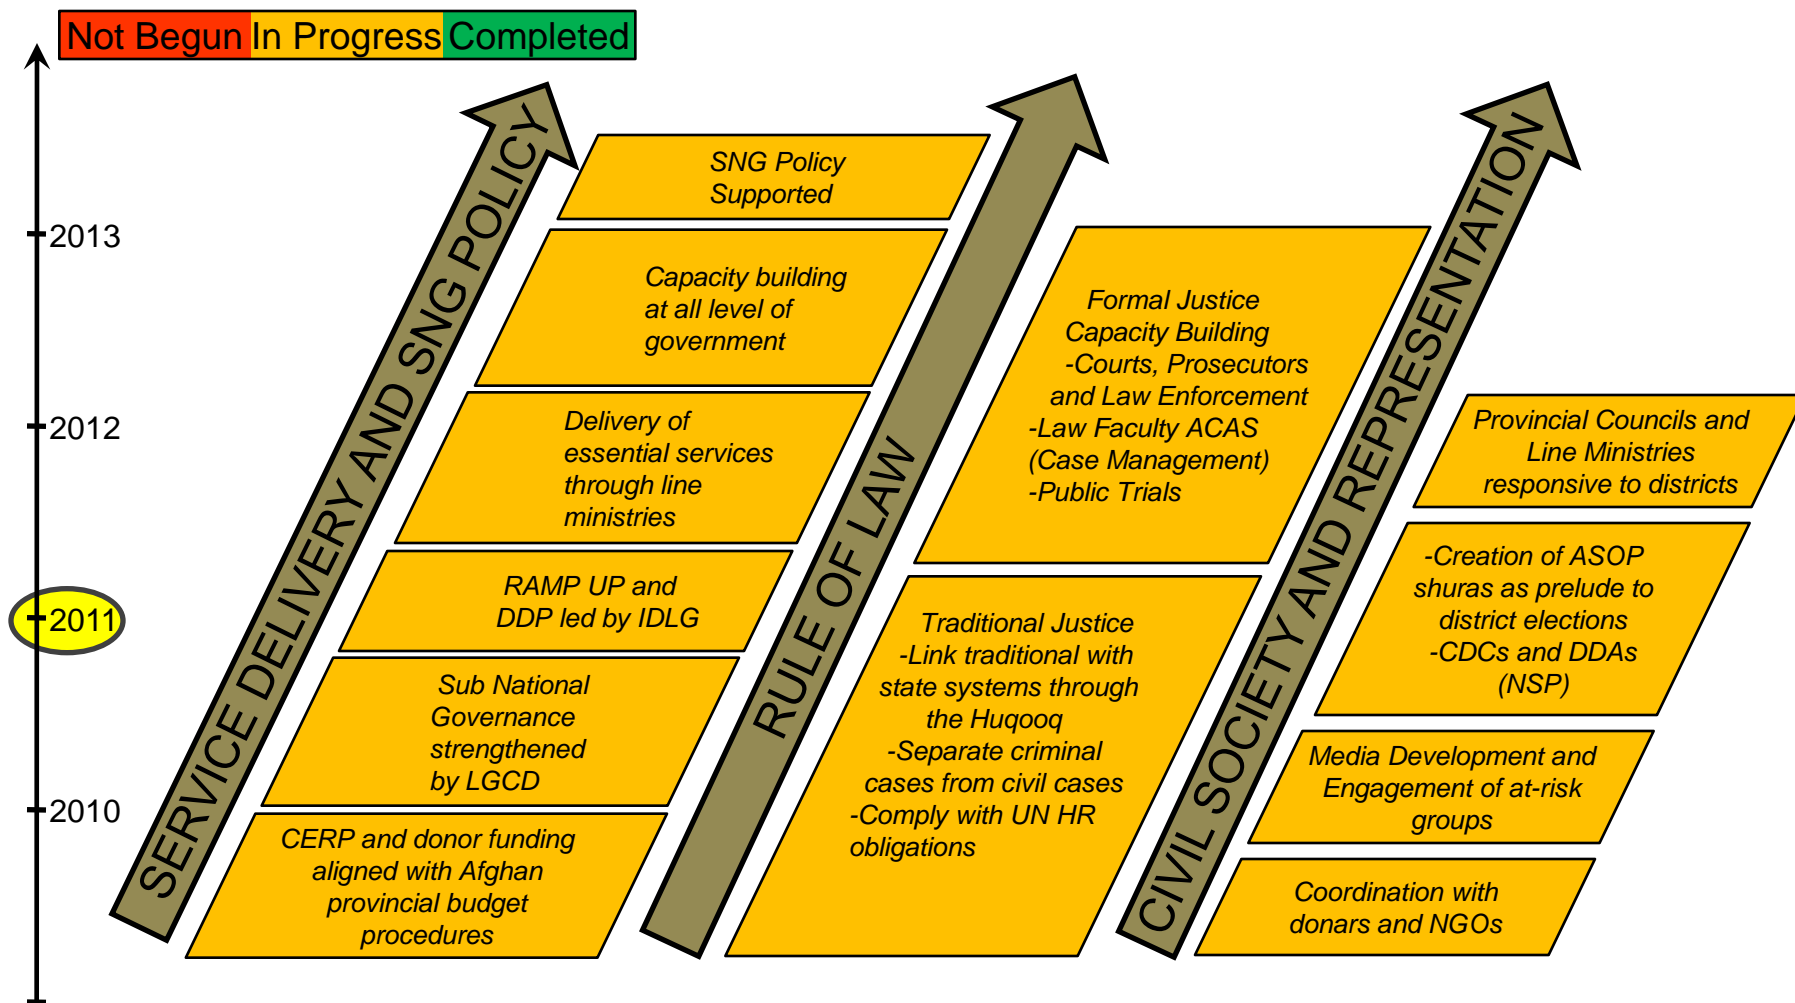 Not Begun In Progress Completed
2013
2012
2011
2010
SERVICE DELIVERY AND SNG POLICY
SNG Policy
Supported
Capacity building
at all level of
government
Delivery of
essential services
through line
ministries
RAMP UP and
DDP led by IDLG
Sub National
Governance
strengthened
by LGCD
CERP and donor funding
aligned with Afghan
provincial budget
procedures
RULE OF LAW
Formal Justice
Capacity Building
-Courts, Prosecutors
and Law Enforcement
-Law Faculty ACAS
(Case Management)
-Public Trials
Traditional Justice
-Link traditional with
state systems through
the Huqooq
-Separate criminal
cases from civil cases
-Comply with UN HR
obligations
CIVIL SOCIETY AND REPRESENTATION
Provincial Councils and
Line Ministries
responsive to districts
-Creation of ASOP
shuras as prelude to
district elections
-CDCs and DDAs
(NSP)
Media Development and
Engagement of at-risk
groups
Coordination with
donars and NGOs